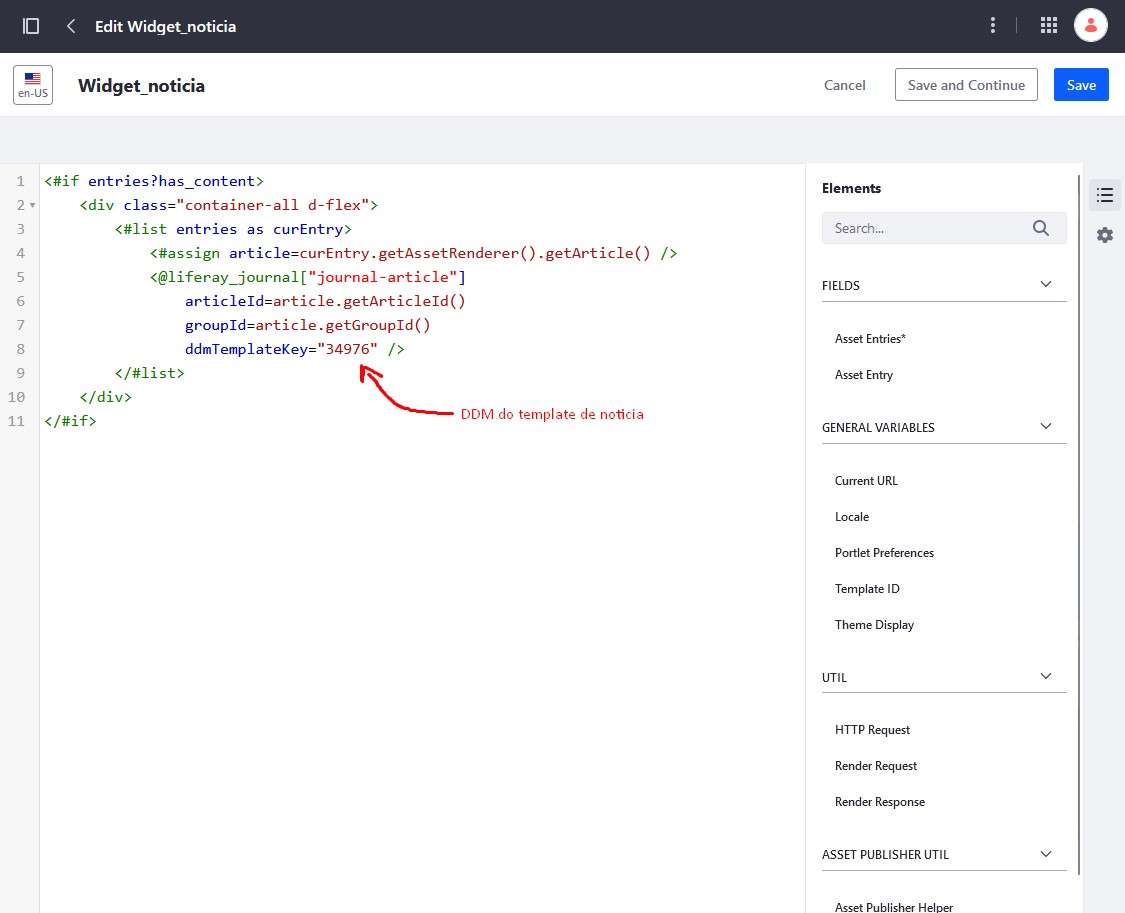 Edit Widget_noticia
en-US
Widget_noticia
Cancel
Save and Continue
Save
1 <#if entries?has_content>
2 <div class="container-all d-flex">
3 <#list entries as curEntry>
4 <#assign article=curEntry.getAssetRenderer().getArticle() />
5 <@liferay_journal["journal-article"]
6 articleId=article.getArticleId()
7 groupId=article.getGroupId()
8 ddmTemplateKey="34976" />
9 </#list>
10 </div>
11 </#if>
DDM do template de noticia
Elements
Search...
FIELDS
Asset Entries*
Asset Entry
GENERAL VARIABLES
Current URL
Locale
Portlet Preferences
Template ID
Theme Display
UTIL
HTTP Request
Render Request
Render Response
ASSET PUBLISHER UTIL
Asset Publisher Helper